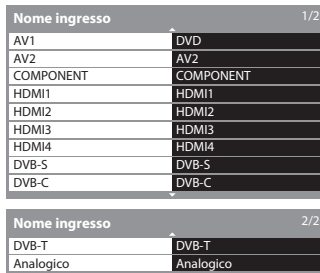 Nome ingresso 1/2
AV1 DVD
AV2 AV2
COMPONENT COMPONENT
HDMI1 HDMI1
HDMI2 HDMI2
HDMI3 HDMI3
HDMI4 HDMI4
DVB-S DVB-S
DVB-C DVB-C
Nome ingresso 2/2
DVB-T DVB-T
Analogico Analogico